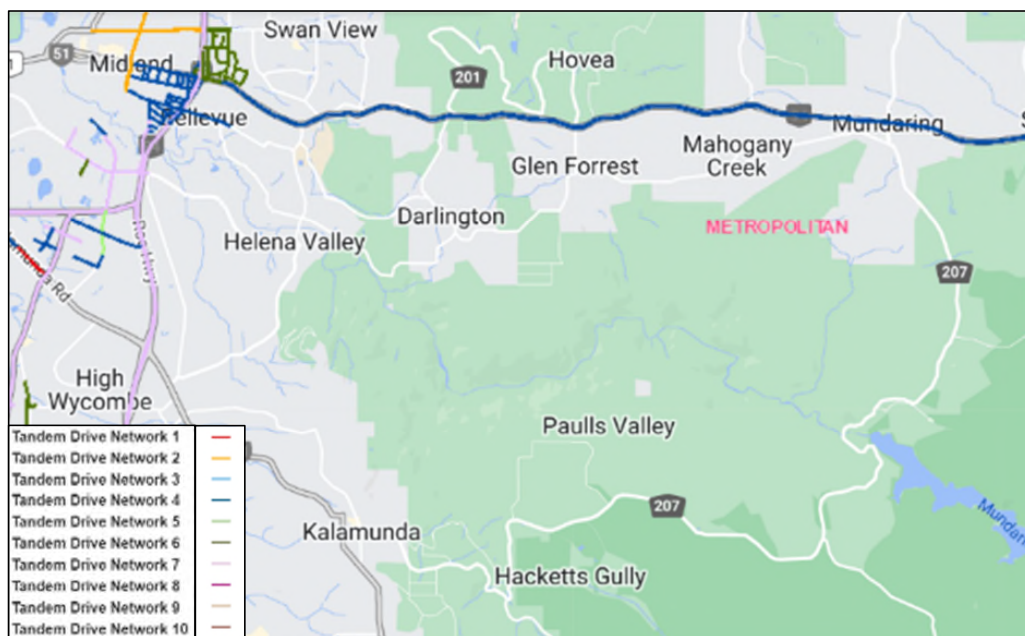 Swan View
51
Midland
201
Hovea
Bellevue
Mundaring
Mahogany
Creek
Glen Forrest
Darlington
METROPOLITAN
Helena Valley
Roe Hwy
207
High
Wycombe
Paulls Valley
207
Kalamunda
Hacketts Gully
Tandem Drive Network 1
Tandem Drive Network 2
Tandem Drive Network 3
Tandem Drive Network 4
Tandem Drive Network 5
Tandem Drive Network 6
Tandem Drive Network 7
Tandem Drive Network 8
Tandem Drive Network 9
Tandem Drive Network 10